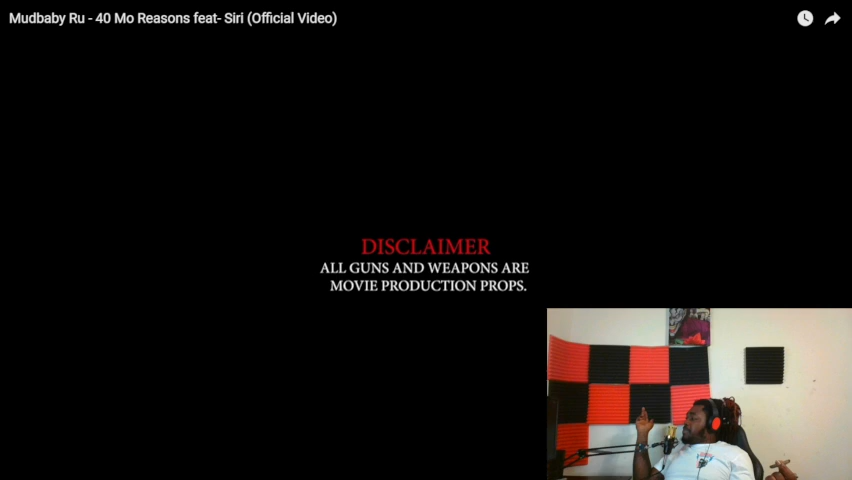 Mudbaby Ru - 40 Mo Reasons feat- Siri (Official Video)
DISCLAIMER
ALL GUNS AND WEAPONS ARE
MOVIE PRODUCTION PROPS.